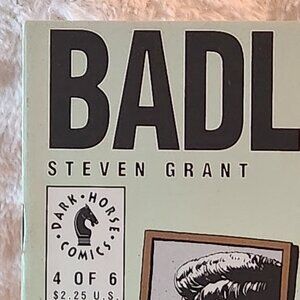 BADL
STEVEN GRANT
DARK · HORSE
COMICS
4 OF 6
$2.25 U.S.